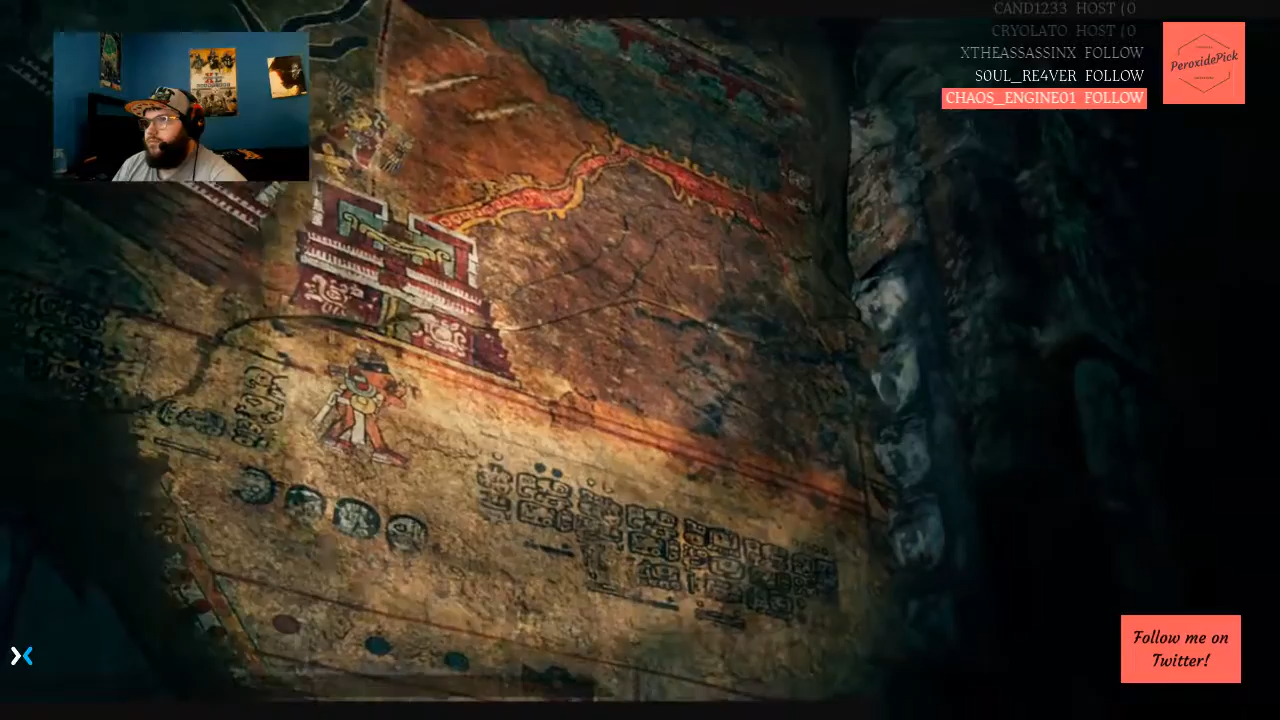 CAND1233 HOST (0
CRYOLATO HOST (0
XTHEASSASSINX FOLLOW
S0UL_RE4VER FOLLOW
CHAOS_ENGINE01 FOLLOW
PeroxidePick
Follow me on
Twitter!